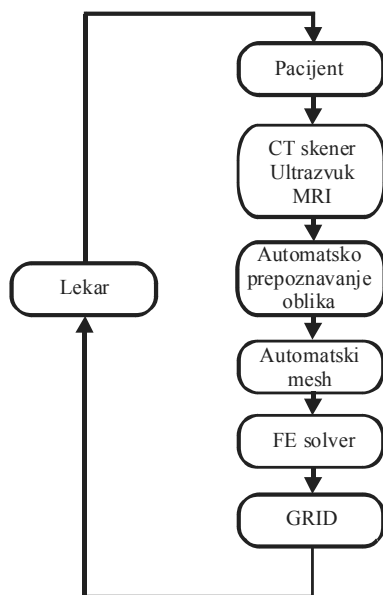 Pacijent
CT skener
Ultrazvuk
MRI
Automatsko
prepoznavanje
oblika
Lekar
Automatski
mesh
FE solver
GRID